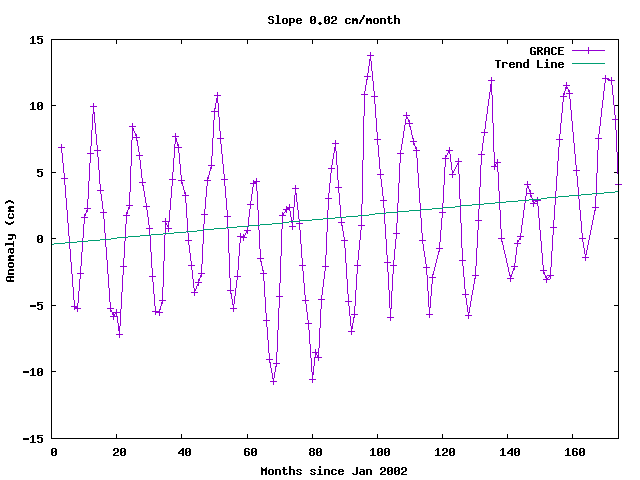 Slope 0.02 cm/month
GRACE
Trend Line
15
10
5
0
-5
-10
-15
Anomaly (cm)
0 20 40 60 80 100 120 140 160
Months since Jan 2002